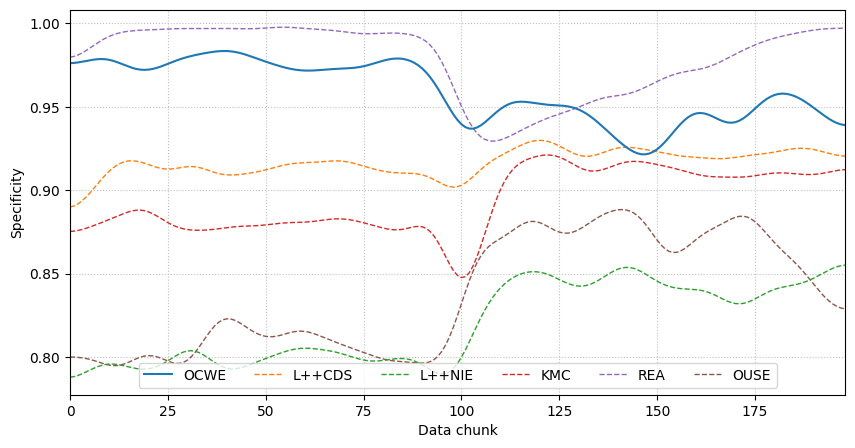 1.00
0.95
0.90
0.85
0.80
Specificity
OCWE L++CDS L++NIE KMC REA OUSE
0 25 50 75 100 125 150 175
Data chunk